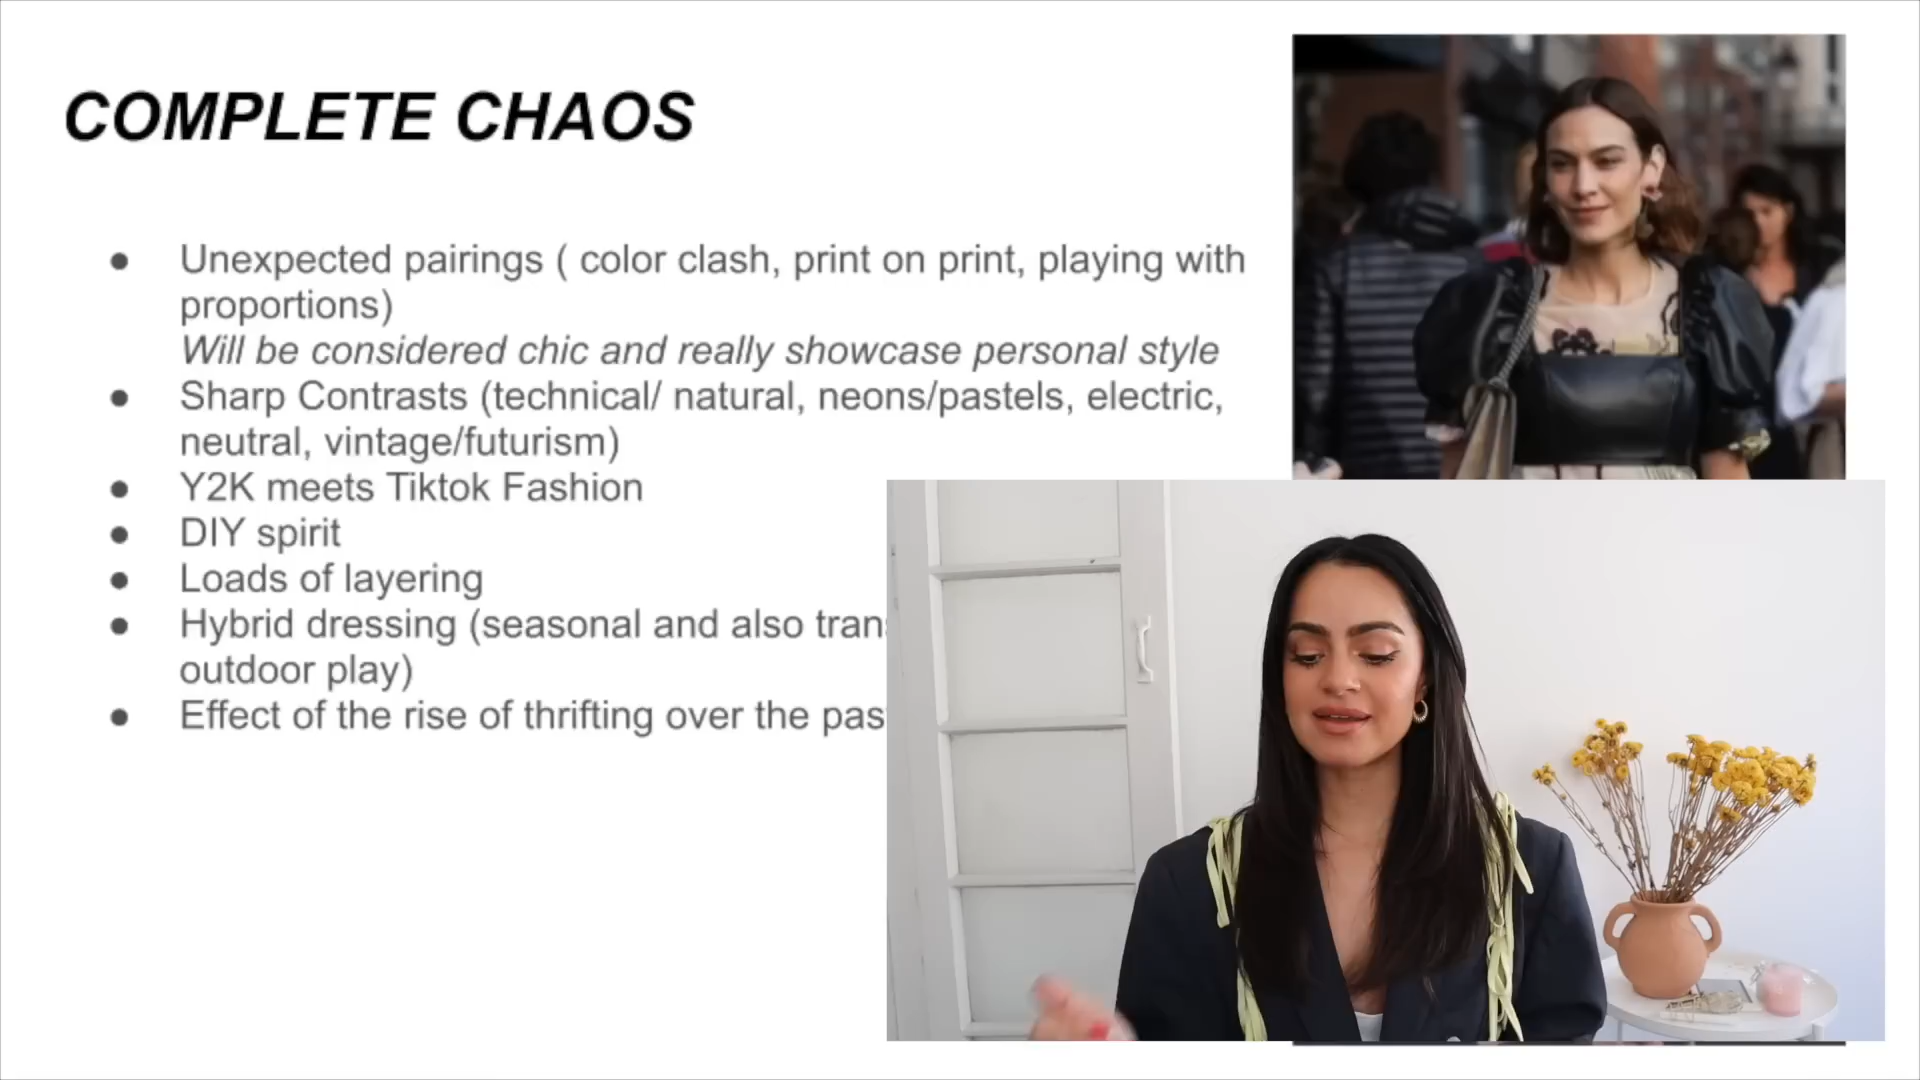 COMPLETE CHAOS
● Unexpected pairings ( color clash, print on print, playing with
proportions)
Will be considered chic and really showcase personal style
● Sharp Contrasts (technical/ natural, neons/pastels, electric,
neutral, vintage/futurism)
● Y2K meets Tiktok Fashion
● DIY spirit
● Loads of layering
● Hybrid dressing (seasonal and also
outdoor play)
● Effect of the rise of thrifting over the